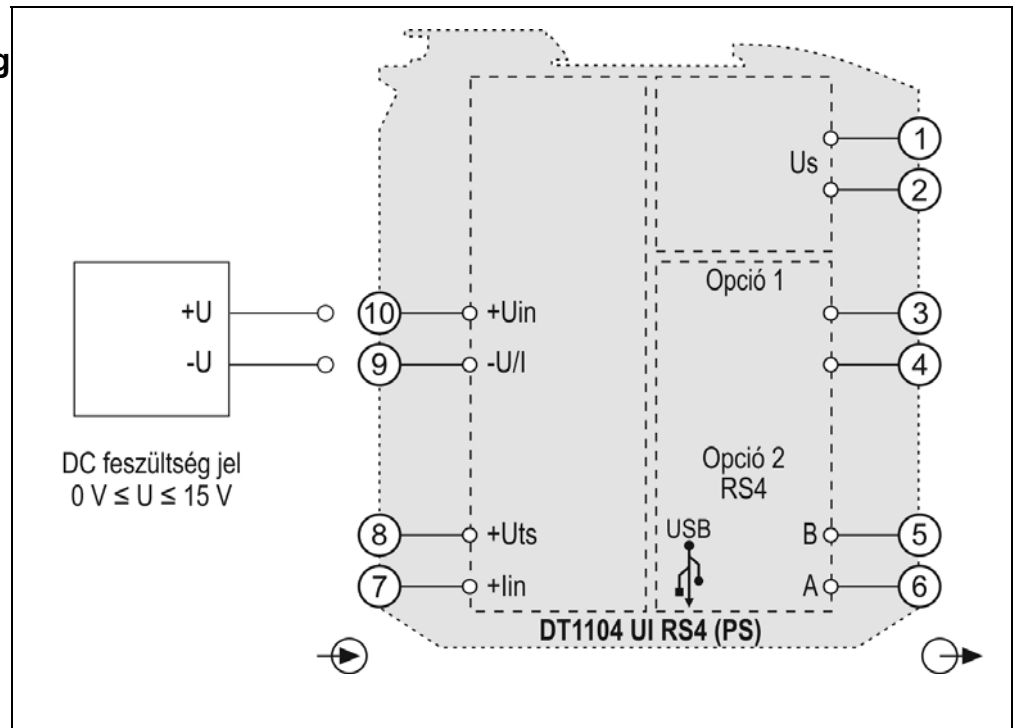 g
1
Us
2
Opció 1
+U
10
+Uin
3
-U
9
-U/I
4
DC feszültség jel
0 V ≤ U ≤ 15 V
Opció 2
RS4
8
+Uts
USB
B
5
7
+Iin
A
6
DT1104 UI RS4 (PS)